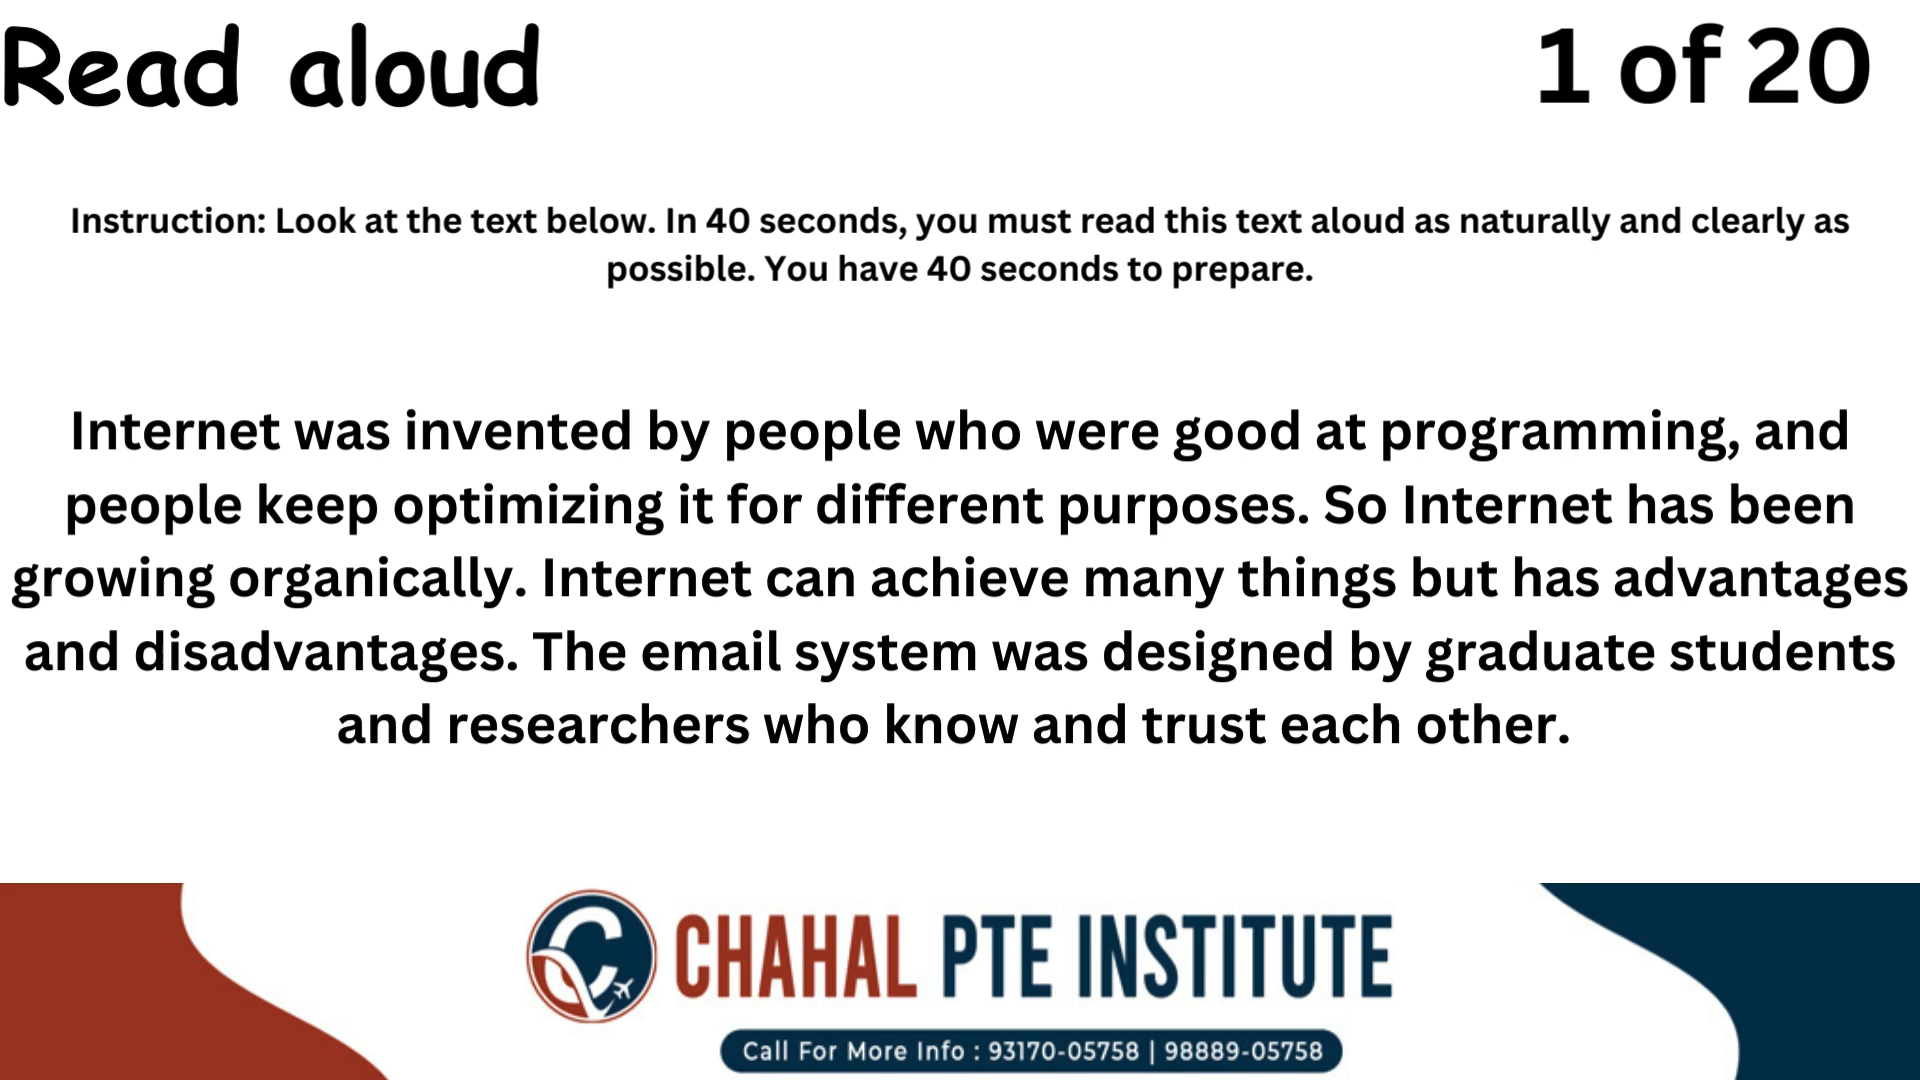 Read aloud
1 of 20
Instruction: Look at the text below. In 40 seconds, you must read this text aloud as naturally and clearly as
possible. You have 40 seconds to prepare.
Internet was invented by people who were good at programming, and
people keep optimizing it for different purposes. So Internet has been
growing organically. Internet can achieve many things but has advantages
and disadvantages. The email system was designed by graduate students
and researchers who know and trust each other.
CHAHAL PTE INSTITUTE
Call For More Info : 93170-05758 | 98889-05758